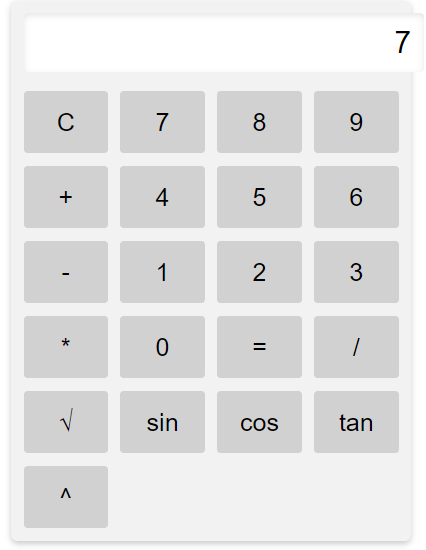 7
C 7 8 9
+ 4 5 6
- 1 2 3
* 0 = /
√ sin cos tan
^